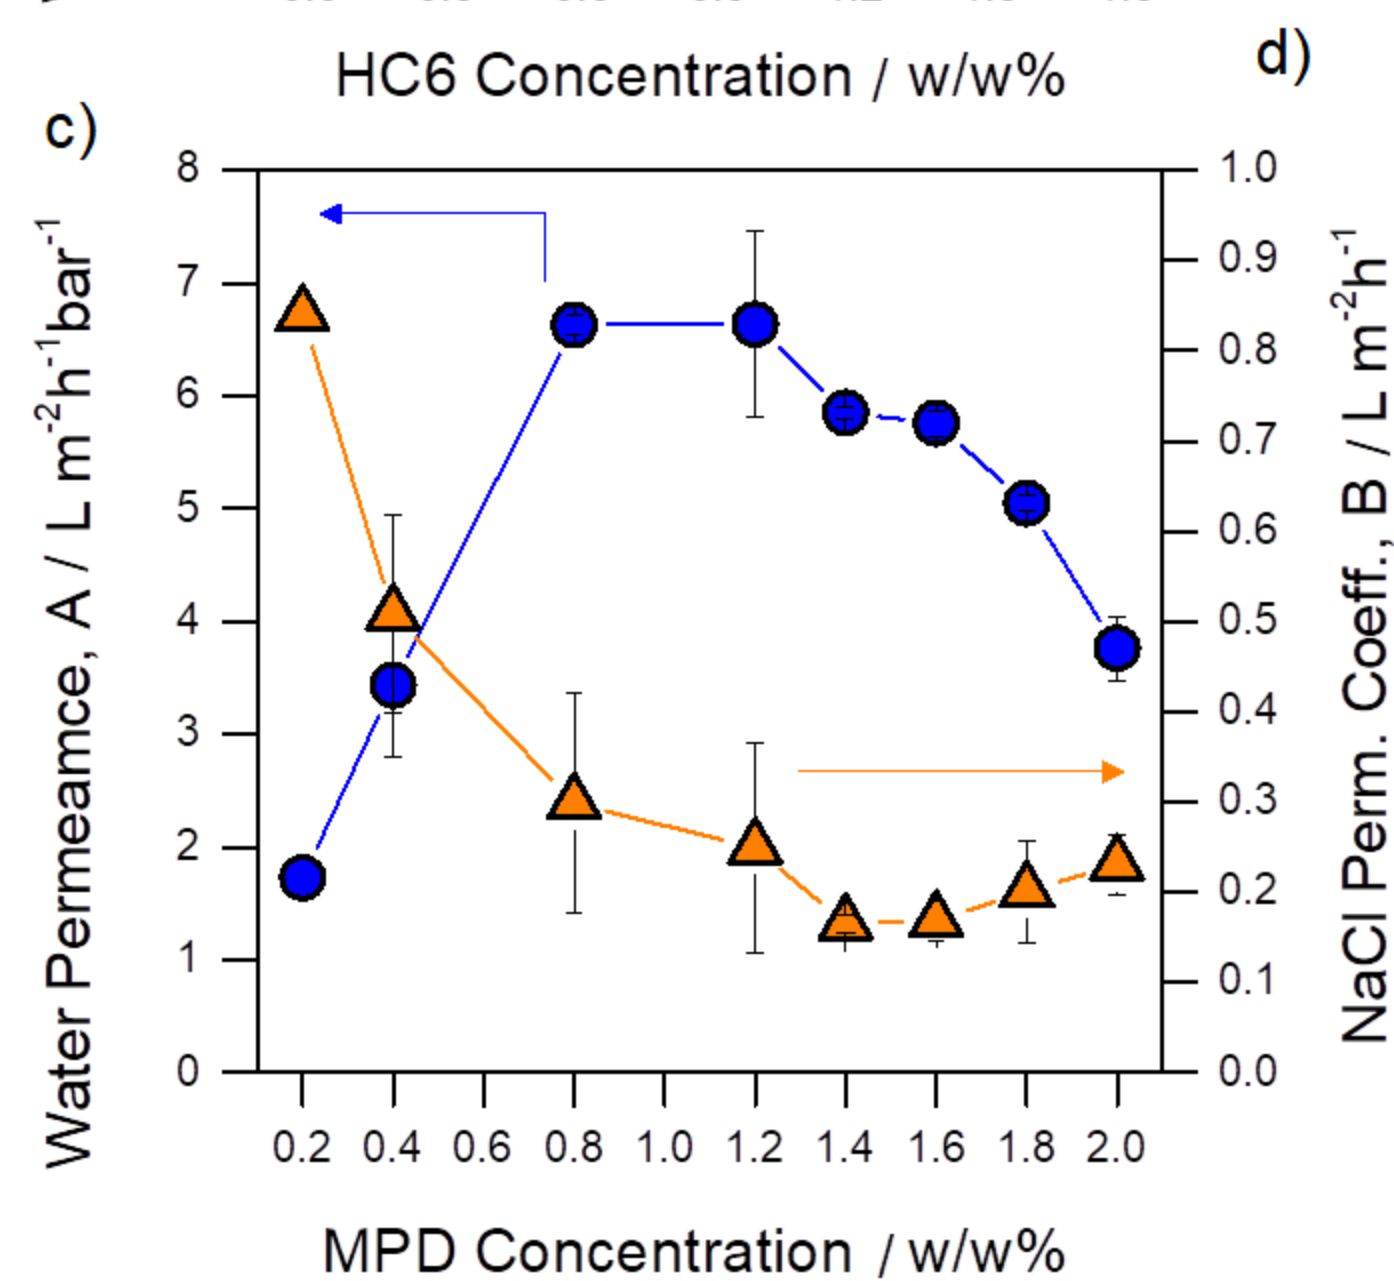 HC6 Concentration / w/w%
d)
c)
Water Permeamce, A / L m⁻²h⁻¹bar⁻¹
8
7
6
5
4
3
2
1
0
1.0
0.9
0.8
0.7
0.6
0.5
0.4
0.3
0.2
0.1
0.0
NaCl Perm. Coeff., B / L m⁻²h⁻¹
0.2 0.4 0.6 0.8 1.0 1.2 1.4 1.6 1.8 2.0
MPD Concentration / w/w%